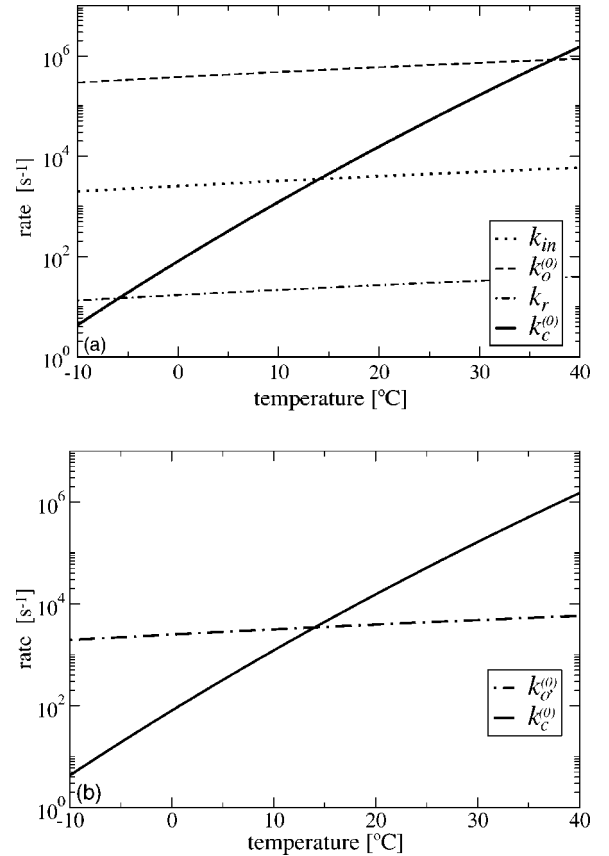 10^6
10^4
10^2
10^0
rate [s^-1]
(a)
k_in
k_o^(0)
k_r
k_c^(0)
-10 0 10 20 30 40
temperature [°C]
10^6
10^4
10^2
10^0
rate [s^-1]
(b)
k_o'^(0)
k_c^(0)
-10 0 10 20 30 40
temperature [°C]